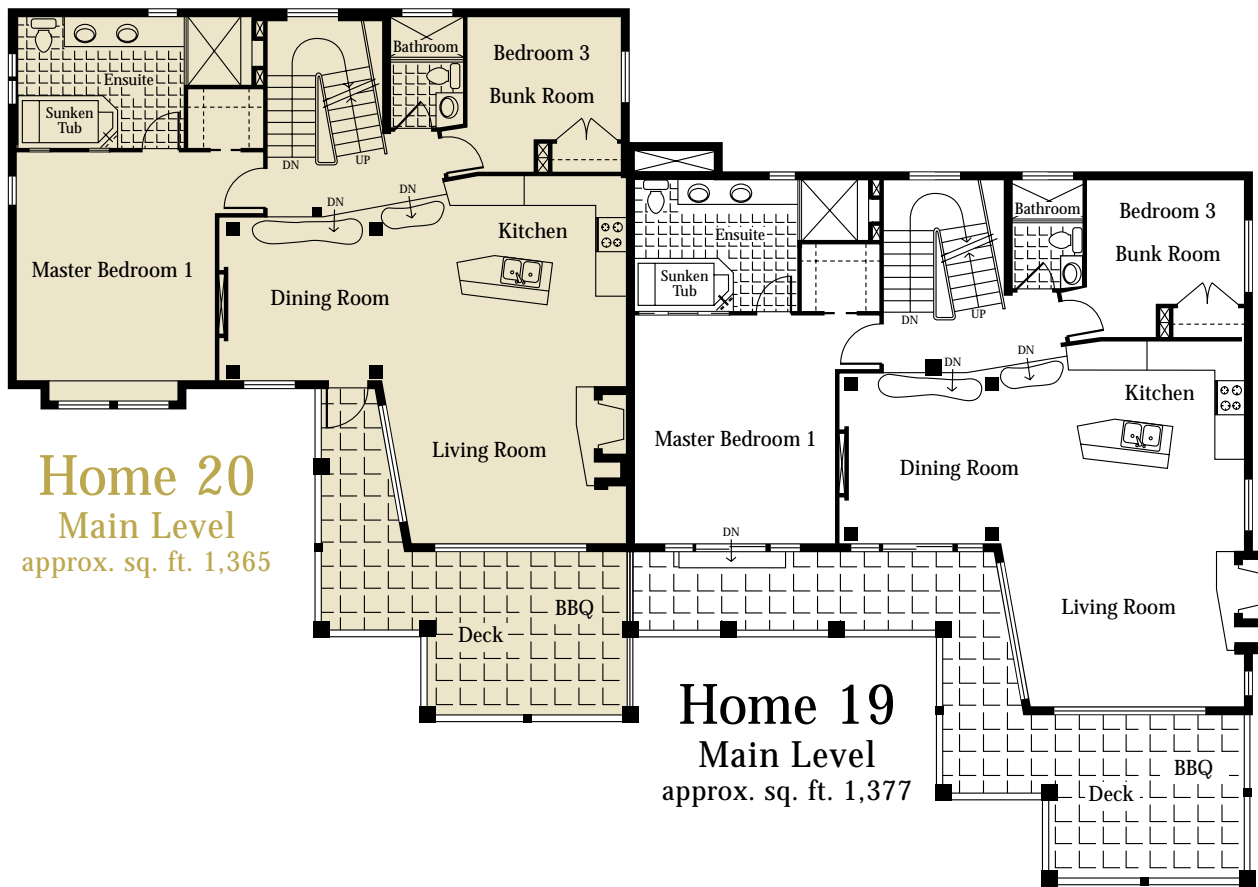 Bathroom
Bedroom 3
Bunk Room
Ensuite
Sunken
Tub
DN
UP
DN
DN
Kitchen
Master Bedroom 1
Dining Room
Living Room
BBQ
Deck
Home 20
Main Level
approx. sq. ft. 1,365
Bathroom
Bedroom 3
Bunk Room
Ensuite
Sunken
Tub
DN
UP
DN
DN
Kitchen
Master Bedroom 1
Dining Room
DN
Living Room
BBQ
Deck
Home 19
Main Level
approx. sq. ft. 1,377